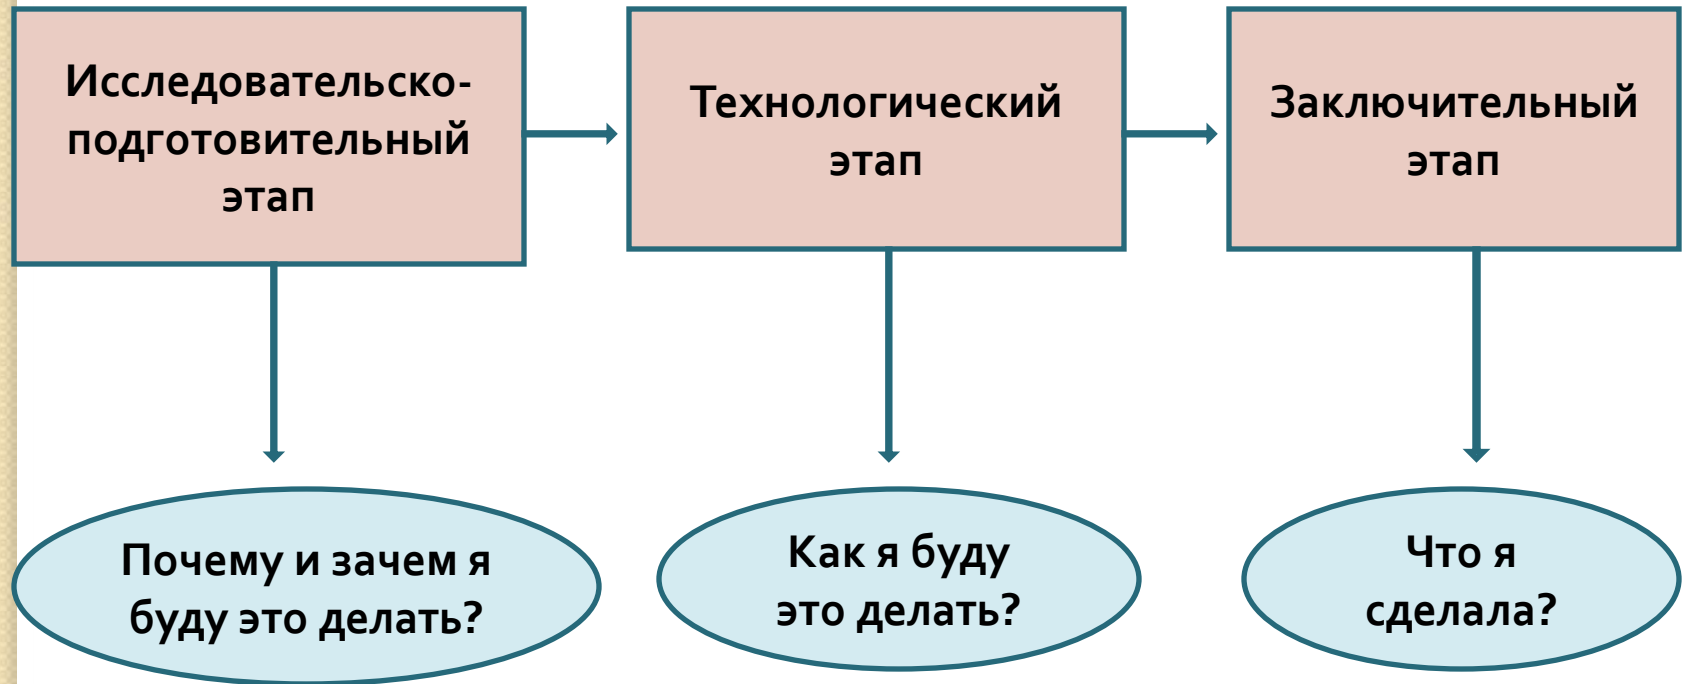 Исследовательско-
подготовительный
этап
Технологический
этап
Заключительный
этап
Почему и зачем я
буду это делать?
Как я буду
это делать?
Что я
сделала?